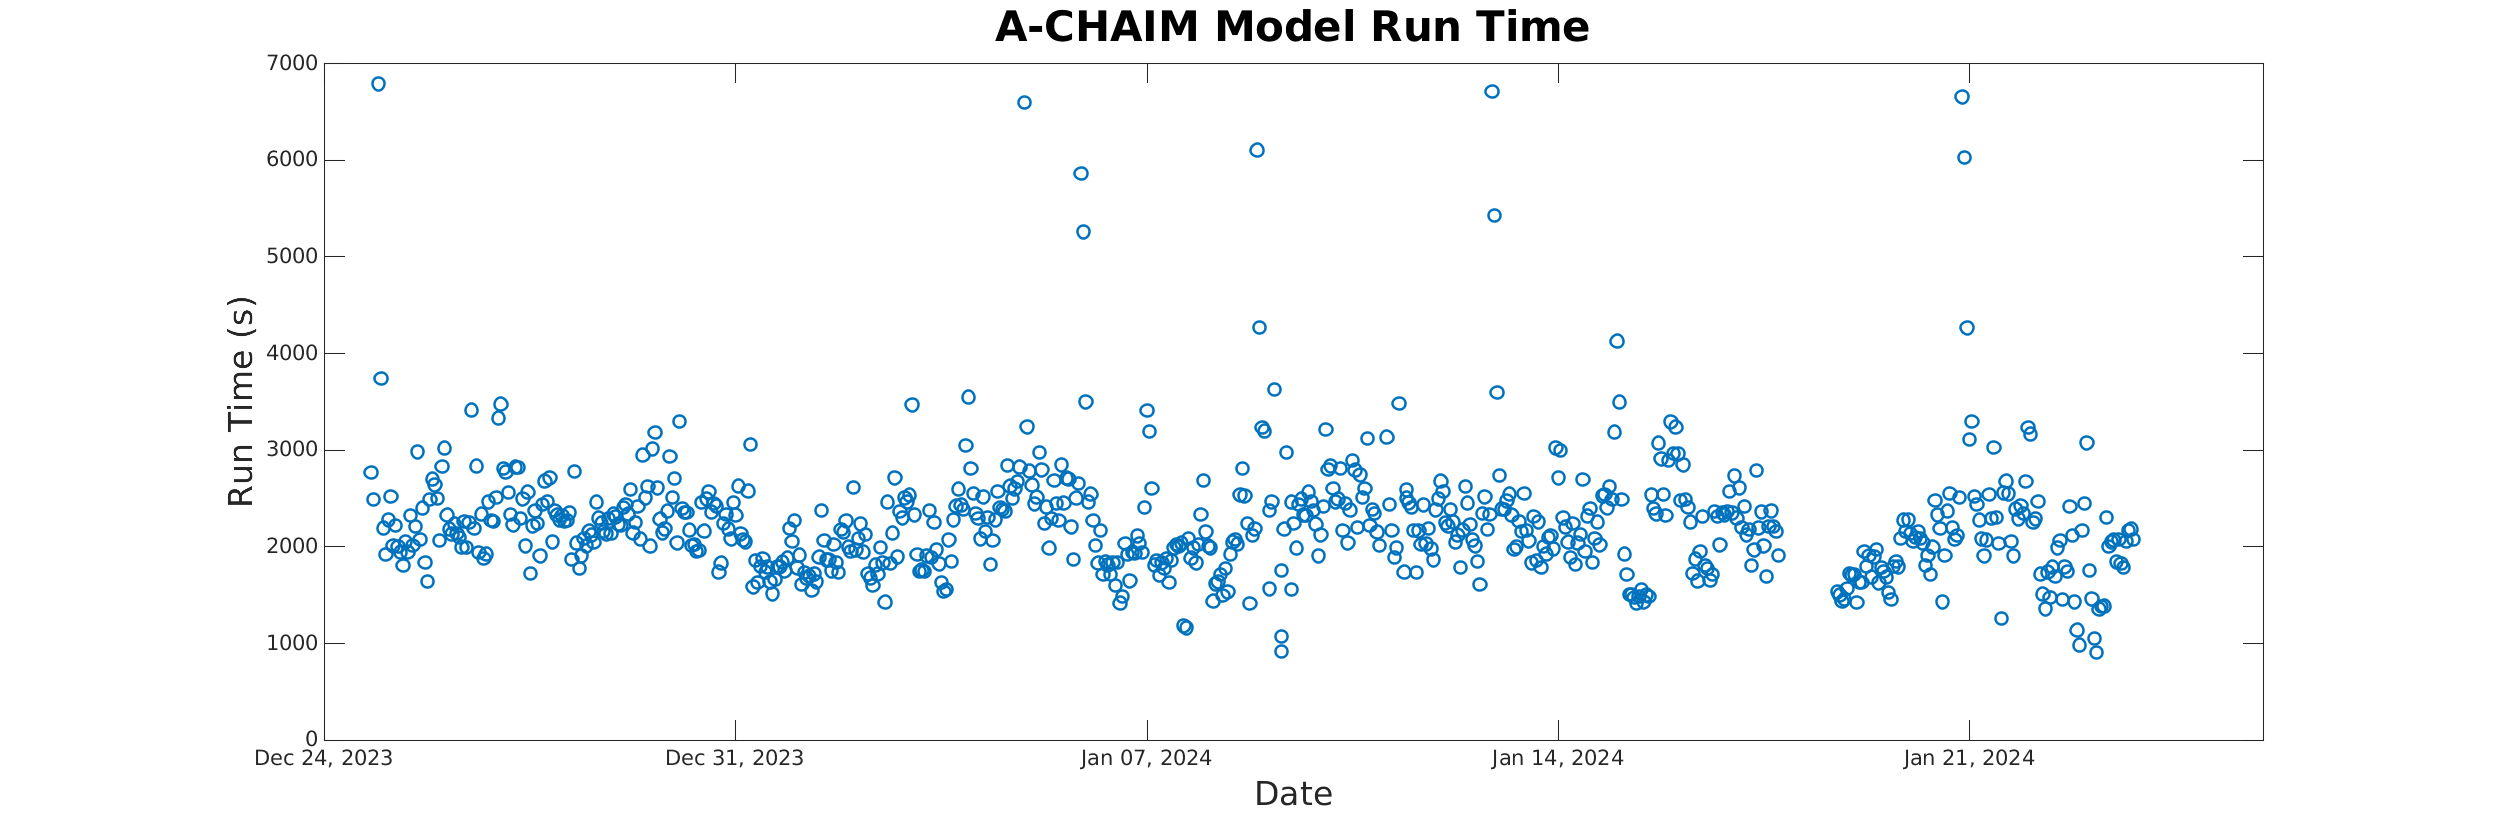 A-CHAIM Model Run Time
7000
6000
5000
4000
3000
2000
1000
0
Run Time (s)
Dec 24, 2023 Dec 31, 2023 Jan 07, 2024 Jan 14, 2024 Jan 21, 2024
Date